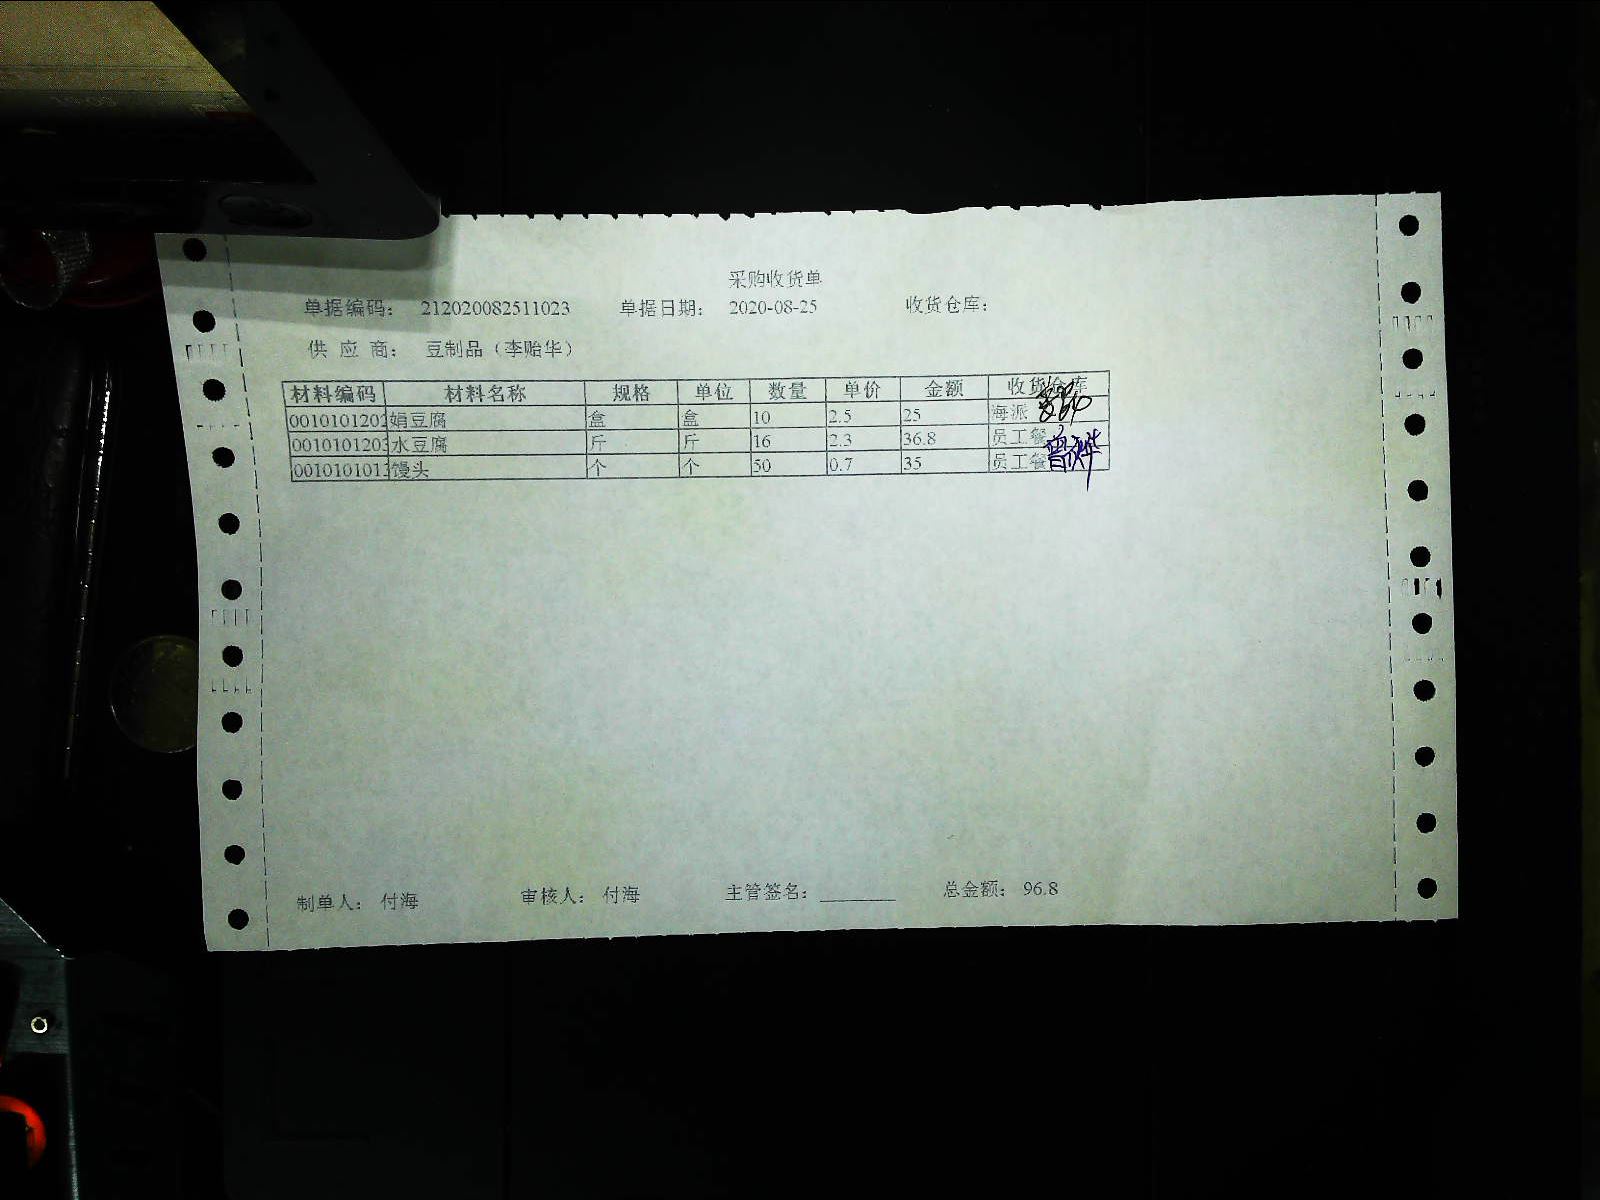 采购收货单
单据编码： 212020082511023 单据日期： 2020-08-25 收货仓库：
供 应 商： 豆制品（李贻华）
材料编码 材料名称 规格 单位 数量 单价 金额 收货仓库
0010101202 娟豆腐 盒 盒 10 2.5 25 海派
0010101203 水豆腐 斤 斤 16 2.3 36.8 员工餐
0010101013 馒头 个 个 50 0.7 35 员工餐
制单人： 付海 审核人： 付海 主管签名：________ 总金额： 96.8